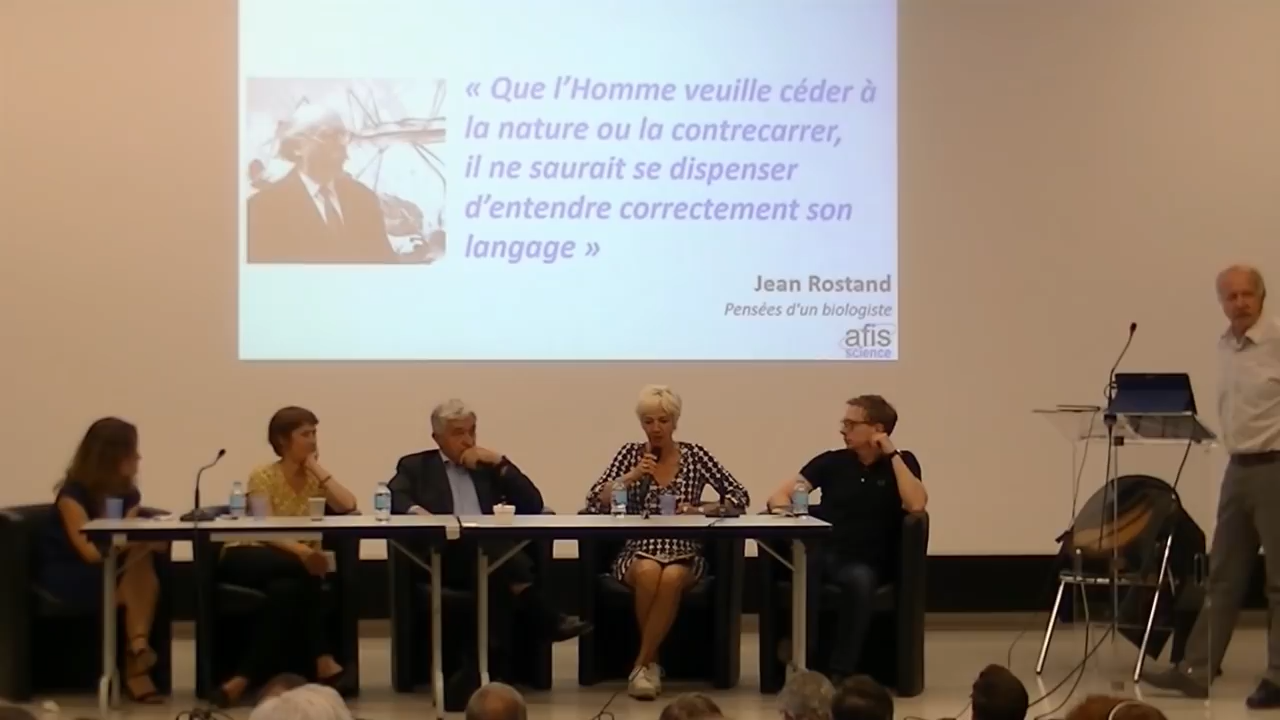 « Que l’Homme veuille céder à
la nature ou la contrecarrer,
il ne saurait se dispenser
d’entendre correctement son
langage »
Jean Rostand
Pensées d'un biologiste
afis
science